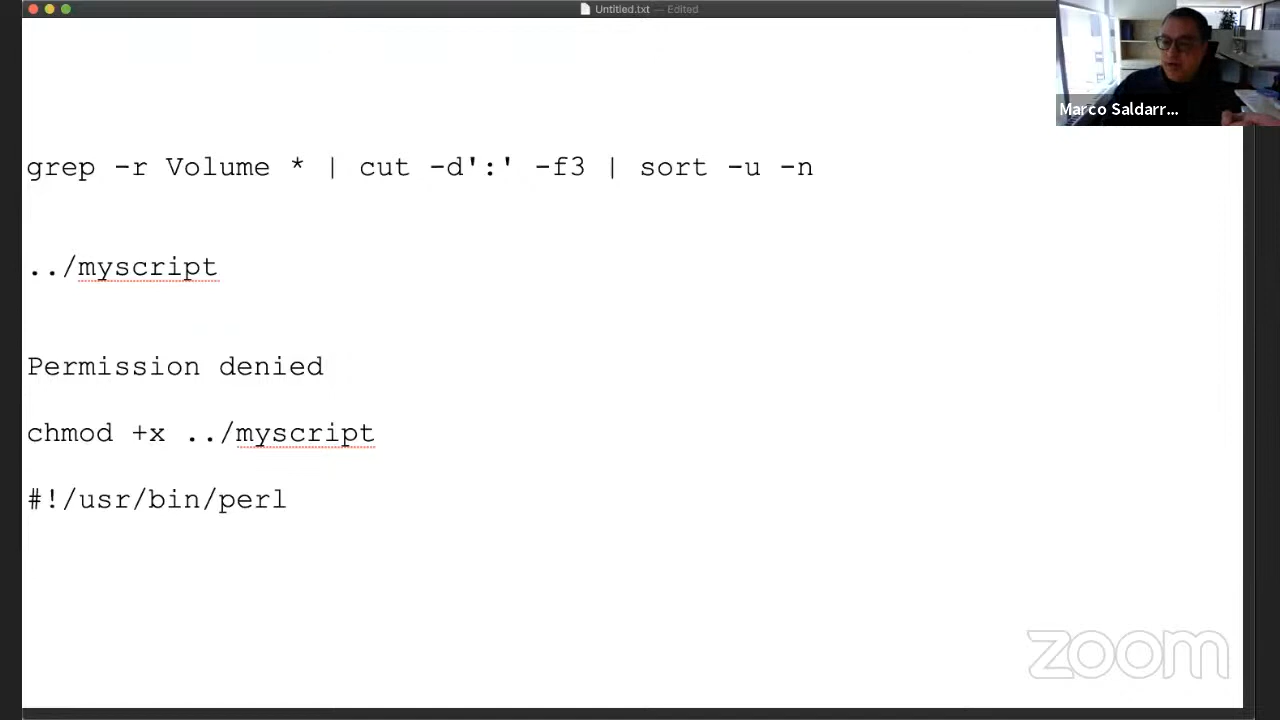 Untitled.txt — Edited
Marco Saldarr...
grep -r Volume * | cut -d':' -f3 | sort -u -n
../myscript
Permission denied
chmod +x ../myscript
#!/usr/bin/perl
zoom